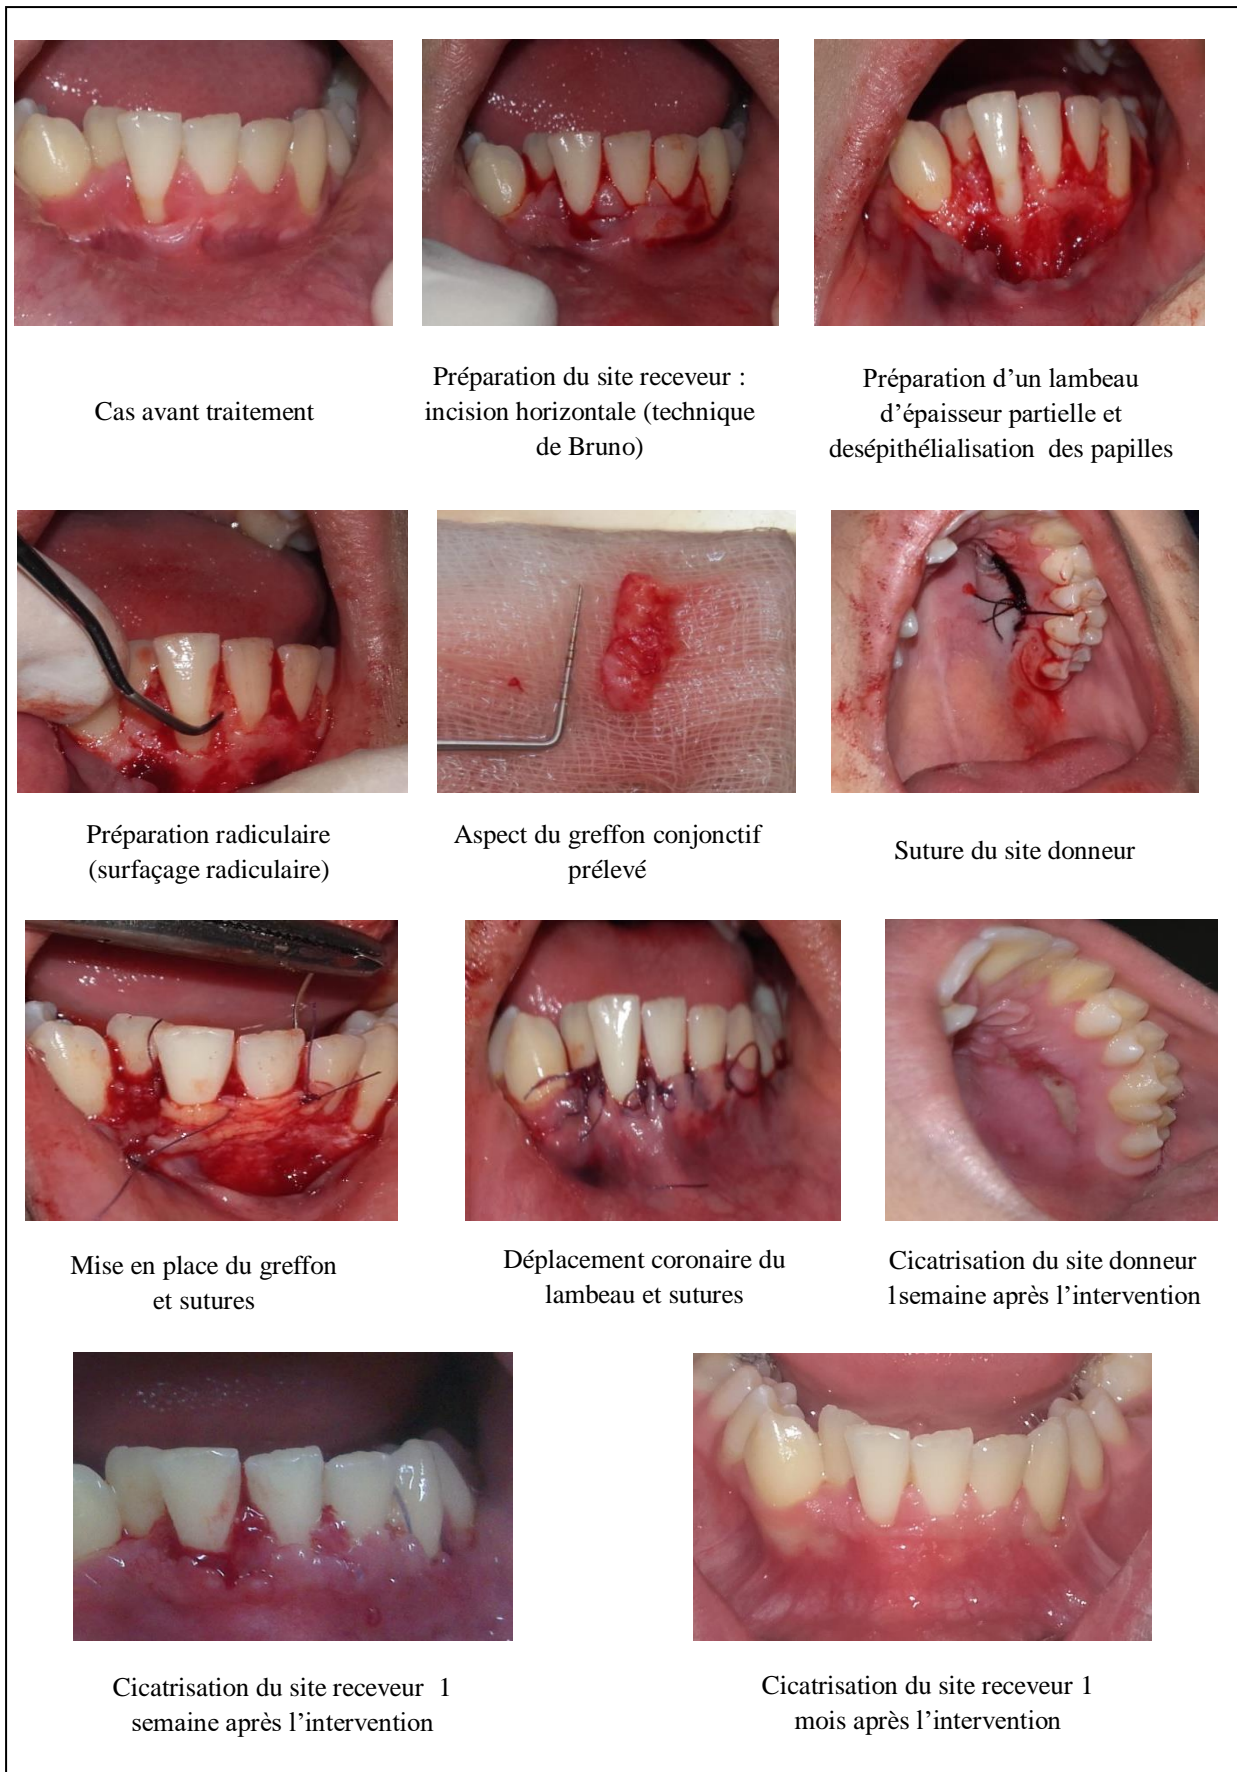 Cas avant traitement
Préparation du site receveur :
incision horizontale (technique
de Bruno)
Préparation d’un lambeau
d’épaisseur partielle et
desépithélialisation des papilles
Préparation radiculaire
(surfaçage radiculaire)
Aspect du greffon conjonctif
prélevé
Suture du site donneur
Mise en place du greffon
et sutures
Déplacement coronaire du
lambeau et sutures
Cicatrisation du site donneur
1semaine après l’intervention
Cicatrisation du site receveur 1
semaine après l’intervention
Cicatrisation du site receveur 1
mois après l’intervention